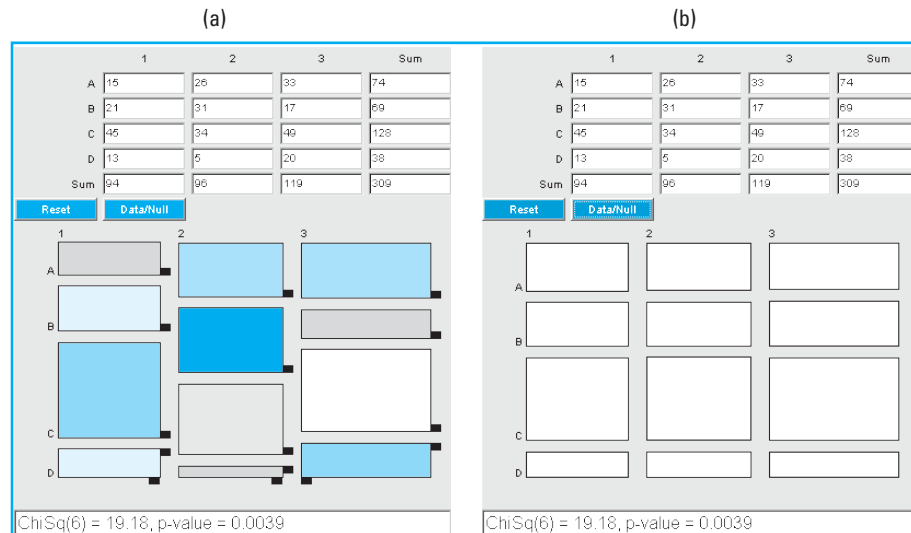 (a) (b)
1 2 3 Sum
A 15 26 33 74
B 21 31 17 69
C 45 34 49 128
D 13 5 20 38
Sum 94 96 119 309
Reset Data/Null
1 2 3
A
B
C
D
ChiSq(6) = 19.18, p-value = 0.0039
1 2 3 Sum
A 15 26 33 74
B 21 31 17 69
C 45 34 49 128
D 13 5 20 38
Sum 94 96 119 309
Reset Data/Null
1 2 3
A
B
C
D
ChiSq(6) = 19.18, p-value = 0.0039